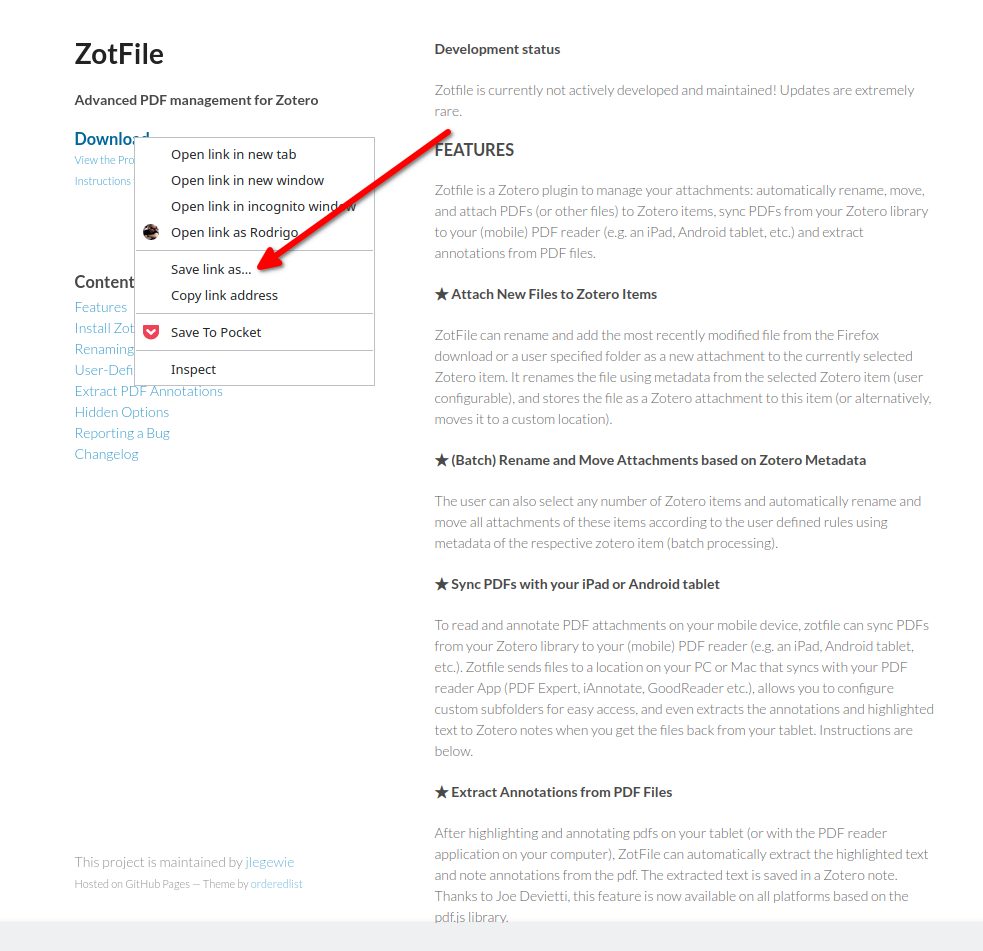 ZotFile
Advanced PDF management for Zotero
Download
View the Pro
Instructions
Open link in new tab
Open link in new window
Open link in incognito window
Open link as Rodrigo
Save link as...
Copy link address
Save To Pocket
Inspect
Content
Features
Install Zot
Renaming
User-Defi
Extract PDF Annotations
Hidden Options
Reporting a Bug
Changelog
This project is maintained by jlegewie
Hosted on GitHub Pages — Theme by orderedlist
Development status
Zotfile is currently not actively developed and maintained! Updates are extremely
rare.
FEATURES
Zotfile is a Zotero plugin to manage your attachments: automatically rename, move,
and attach PDFs (or other files) to Zotero items, sync PDFs from your Zotero library
to your (mobile) PDF reader (e.g. an iPad, Android tablet, etc.) and extract
annotations from PDF files.
★ Attach New Files to Zotero Items
ZotFile can rename and add the most recently modified file from the Firefox
download or a user specified folder as a new attachment to the currently selected
Zotero item. It renames the file using metadata from the selected Zotero item (user
configurable), and stores the file as a Zotero attachment to this item (or alternatively,
moves it to a custom location).
★ (Batch) Rename and Move Attachments based on Zotero Metadata
The user can also select any number of Zotero items and automatically rename and
move all attachments of these items according to the user defined rules using
metadata of the respective zotero item (batch processing).
★ Sync PDFs with your iPad or Android tablet
To read and annotate PDF attachments on your mobile device, zotfile can sync PDFs
from your Zotero library to your (mobile) PDF reader (e.g. an iPad, Android tablet,
etc.). Zotfile sends files to a location on your PC or Mac that syncs with your PDF
reader App (PDF Expert, iAnnotate, GoodReader etc.), allows you to configure
custom subfolders for easy access, and even extracts the annotations and highlighted
text to Zotero notes when you get the files back from your tablet. Instructions are
below.
★ Extract Annotations from PDF Files
After highlighting and annotating pdfs on your tablet (or with the PDF reader
application on your computer), ZotFile can automatically extract the highlighted text
and note annotations from the pdf. The extracted text is saved in a Zotero note.
Thanks to Joe Devietti, this feature is now available on all platforms based on the
pdf.js library.